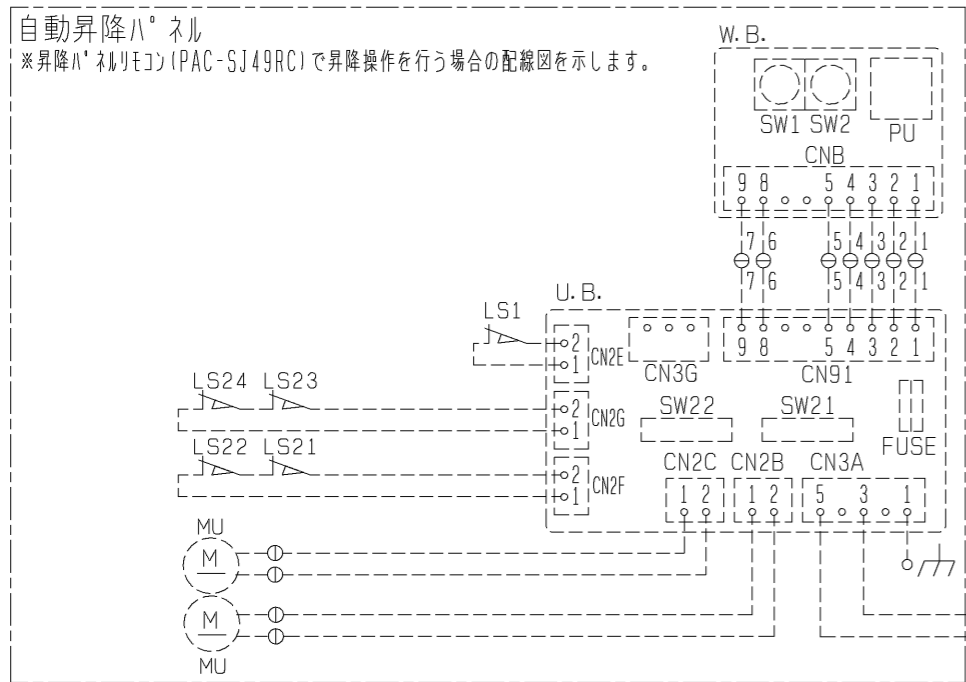 自動昇降パネル
※昇降パネルリモコン(PAC-SJ49RC)で昇降操作を行う場合の配線図を示します。
W.B.
SW1 SW2
PU
CNB
9 8 5 4 3 2 1
7 6 5 4 3 2 1
7 6 5 4 3 2 1
U.B.
LS1
2
1
CN2E
CN3G
9 8 5 4 3 2 1
CN91
LS24 LS23
2
1
CN2G
SW22
SW21
FUSE
LS22 LS21
2
1
CN2F
CN2C CN2B CN3A
1 2 1 2 5 3 1
MU
M
M
MU